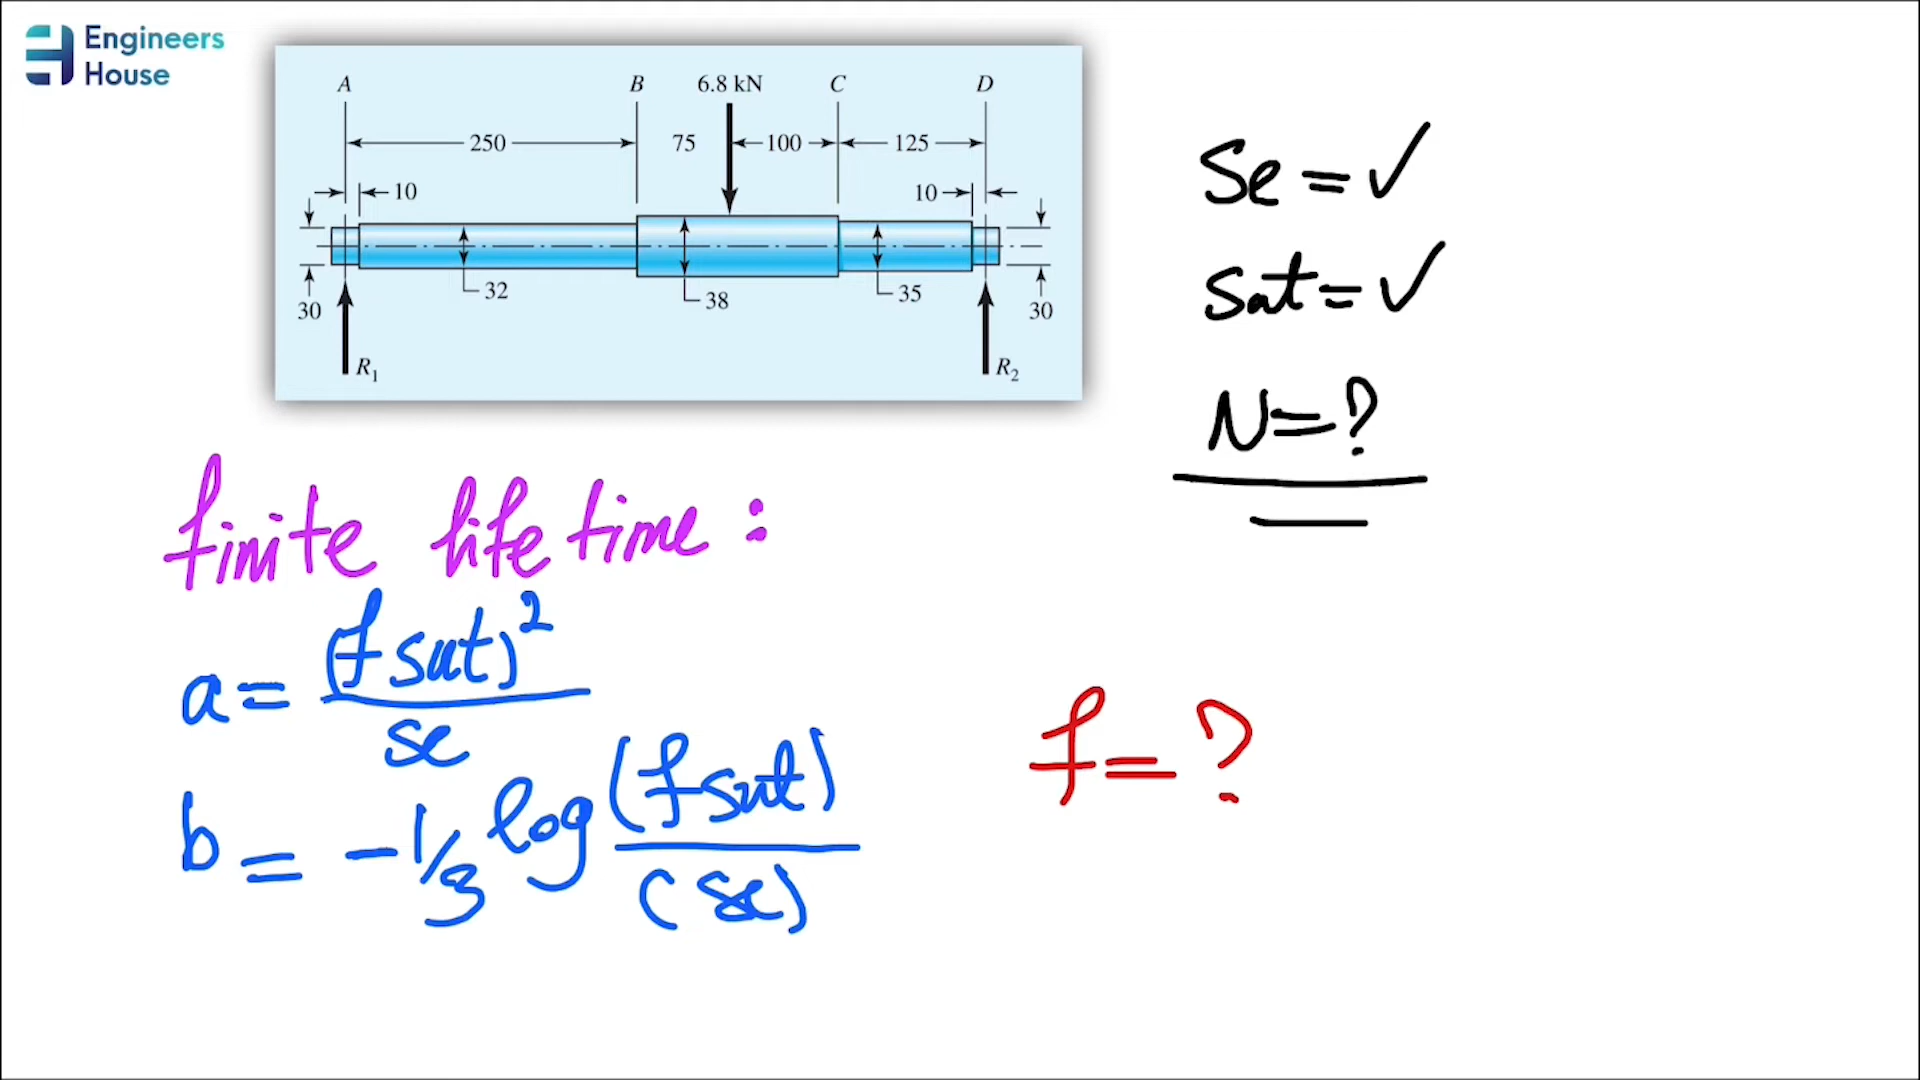 Engineers
House
A B 6.8 kN C D
250 75 100 125
10 10
30 32 38 35 30
R1 R2
Se = ✓
Sut = ✓
N = ?
finite life time :
a = (f sut)²
se
b = -1/3 log (f sut)
(se)
f = ?